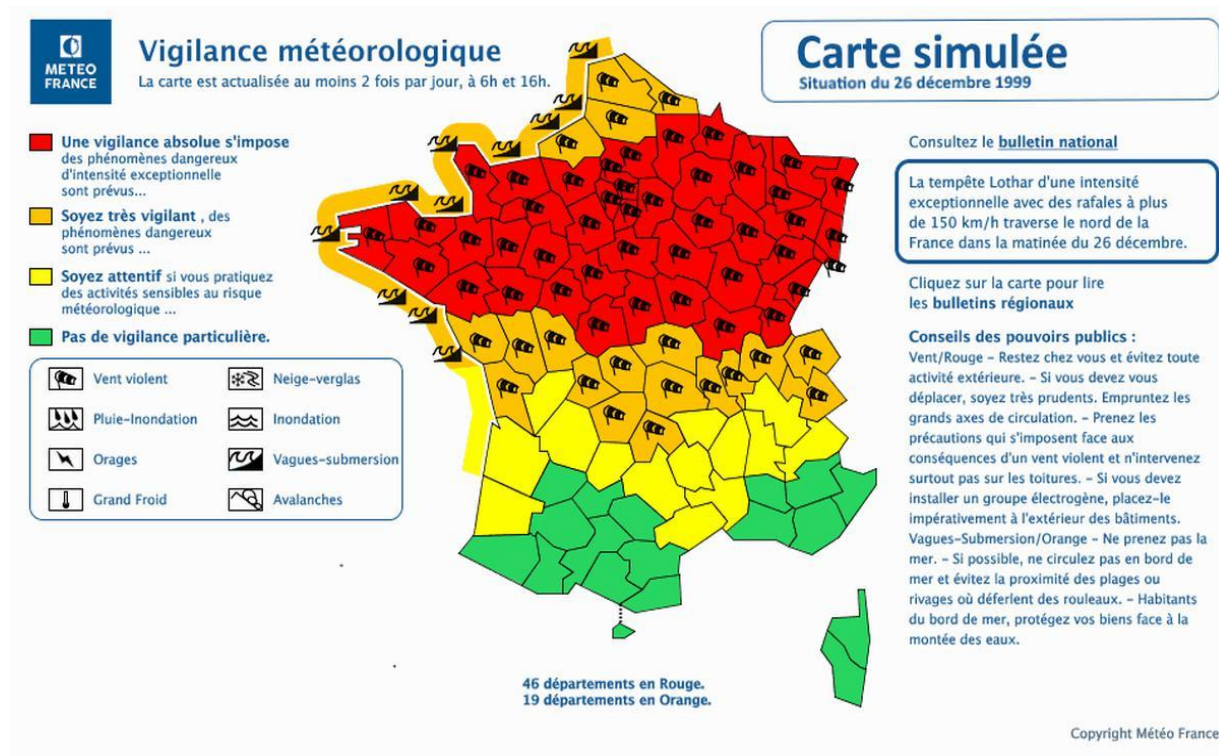 METEO
FRANCE
Vigilance météorologique
La carte est actualisée au moins 2 fois par jour, à 6h et 16h.
Carte simulée
Situation du 26 décembre 1999
Une vigilance absolue s'impose
des phénomènes dangereux
d'intensité exceptionnelle
sont prévus...
Soyez très vigilant , des
phénomènes dangereux
sont prévus ...
Soyez attentif si vous pratiquez
des activités sensibles au risque
météorologique ...
Pas de vigilance particulière.
Vent violent
Neige-verglas
Pluie-Inondation
Inondation
Orages
Vagues-submersion
Grand Froid
Avalanches
46 départements en Rouge.
19 départements en Orange.
Consultez le bulletin national
La tempête Lothar d'une intensité
exceptionnelle avec des rafales à plus
de 150 km/h traverse le nord de la
France dans la matinée du 26 décembre.
Cliquez sur la carte pour lire
les bulletins régionaux
Conseils des pouvoirs publics :
Vent/Rouge – Restez chez vous et évitez toute
activité extérieure. – Si vous devez vous
déplacer, soyez très prudents. Empruntez les
grands axes de circulation. – Prenez les
précautions qui s'imposent face aux
conséquences d'un vent violent et n'intervenez
surtout pas sur les toitures. – Si vous devez
installer un groupe électrogène, placez-le
impérativement à l'extérieur des bâtiments.
Vagues-Submersion/Orange – Ne prenez pas la
mer. – Si possible, ne circulez pas en bord de
mer et évitez la proximité des plages ou
rivages où déferlent des rouleaux. – Habitants
du bord de mer, protégez vos biens face à la
montée des eaux.
Copyright Météo France